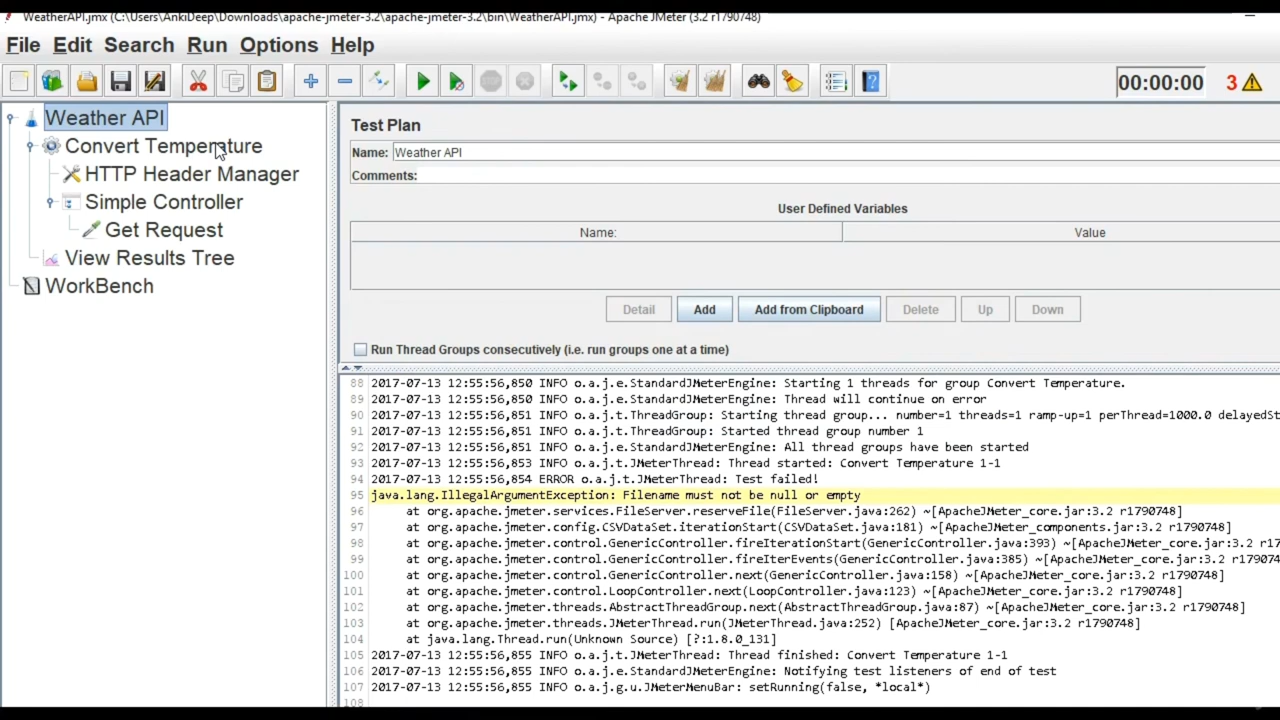 WeatherAPI.jmx (C:\Users\AnkiDeep\Downloads\apache-jmeter-3.2\apache-jmeter-3.2\bin\WeatherAPI.jmx) - Apache JMeter (3.2 r1790748)
File Edit Search Run Options Help
00:00:00 3
Weather API
Convert Temperature
HTTP Header Manager
Simple Controller
Get Request
View Results Tree
WorkBench
Test Plan
Name: Weather API
Comments:
User Defined Variables
Name: Value
Detail Add Add from Clipboard Delete Up Down
Run Thread Groups consecutively (i.e. run groups one at a time)
88 2017-07-13 12:55:56,850 INFO o.a.j.e.StandardJMeterEngine: Starting 1 threads for group Convert Temperature.
89 2017-07-13 12:55:56,850 INFO o.a.j.e.StandardJMeterEngine: Thread will continue on error
90 2017-07-13 12:55:56,851 INFO o.a.j.t.ThreadGroup: Starting thread group... number=1 threads=1 ramp-up=1 perThread=1000.0 delayedSt
91 2017-07-13 12:55:56,851 INFO o.a.j.t.ThreadGroup: Started thread group number 1
92 2017-07-13 12:55:56,851 INFO o.a.j.e.StandardJMeterEngine: All thread groups have been started
93 2017-07-13 12:55:56,853 INFO o.a.j.t.JMeterThread: Thread started: Convert Temperature 1-1
94 2017-07-13 12:55:56,854 ERROR o.a.j.t.JMeterThread: Test failed!
95 java.lang.IllegalArgumentException: Filename must not be null or empty
96 at org.apache.jmeter.services.FileServer.reserveFile(FileServer.java:262) ~[ApacheJMeter_core.jar:3.2 r1790748]
97 at org.apache.jmeter.config.CSVDataSet.iterationStart(CSVDataSet.java:181) ~[ApacheJMeter_components.jar:3.2 r1790748]
98 at org.apache.jmeter.control.GenericController.fireIterationStart(GenericController.java:393) ~[ApacheJMeter_core.jar:3.2 r17
99 at org.apache.jmeter.control.GenericController.fireIterEvents(GenericController.java:385) ~[ApacheJMeter_core.jar:3.2 r1790748
100 at org.apache.jmeter.control.GenericController.next(GenericController.java:158) ~[ApacheJMeter_core.jar:3.2 r1790748]
101 at org.apache.jmeter.control.LoopController.next(LoopController.java:123) ~[ApacheJMeter_core.jar:3.2 r1790748]
102 at org.apache.jmeter.threads.AbstractThreadGroup.next(AbstractThreadGroup.java:87) ~[ApacheJMeter_core.jar:3.2 r1790748]
103 at org.apache.jmeter.threads.JMeterThread.run(JMeterThread.java:252) [ApacheJMeter_core.jar:3.2 r1790748]
104 at java.lang.Thread.run(Unknown Source) [?:1.8.0_131]
105 2017-07-13 12:55:56,855 INFO o.a.j.t.JMeterThread: Thread finished: Convert Temperature 1-1
106 2017-07-13 12:55:56,855 INFO o.a.j.e.StandardJMeterEngine: Notifying test listeners of end of test
107 2017-07-13 12:55:56,855 INFO o.a.j.g.u.JMeterMenuBar: setRunning(false, *local*)
108